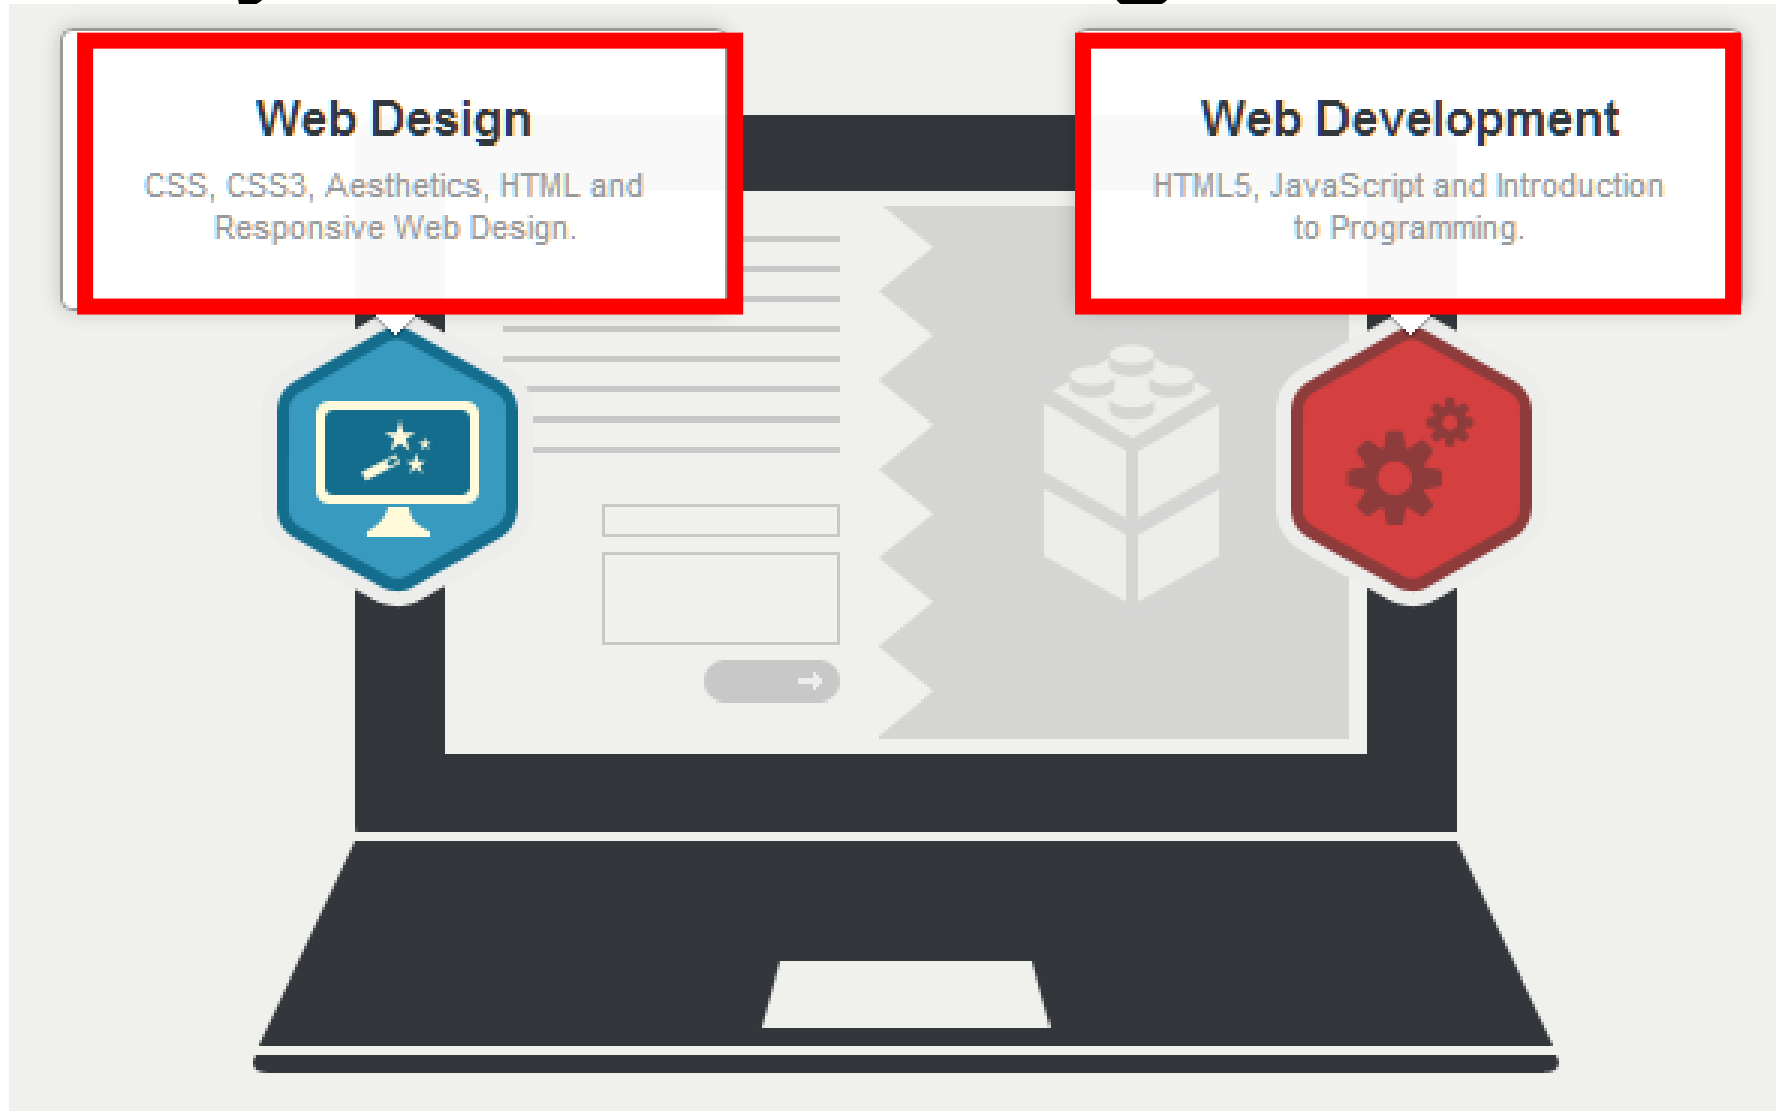 Web Design
CSS, CSS3, Aesthetics, HTML and
Responsive Web Design.
Web Development
HTML5, JavaScript and Introduction
to Programming.